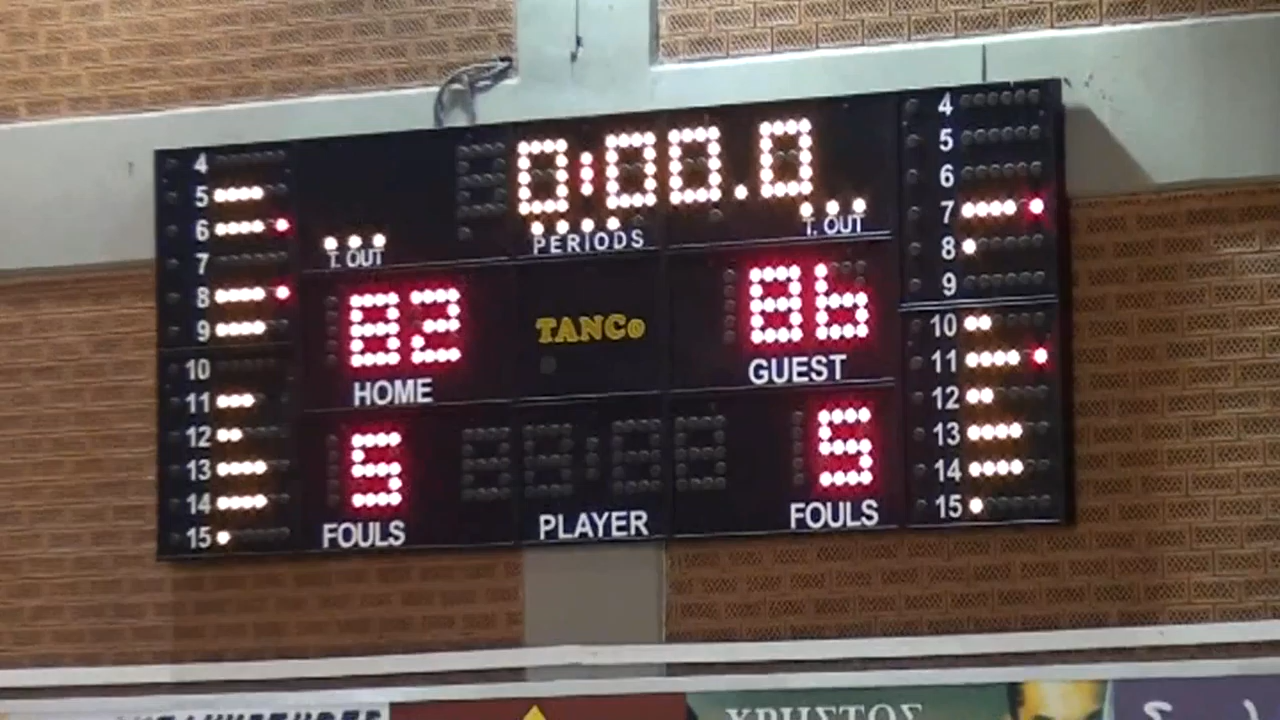 4
5
6
7
8
9
10
11
12
13
14
15
0:00.0
PERIODS
T. OUT
T. OUT
82
HOME
TANCo
86
GUEST
5
FOULS
PLAYER
5
FOULS
4
5
6
7
8
9
10
11
12
13
14
15
ΧΡΗΣΤΟΣ